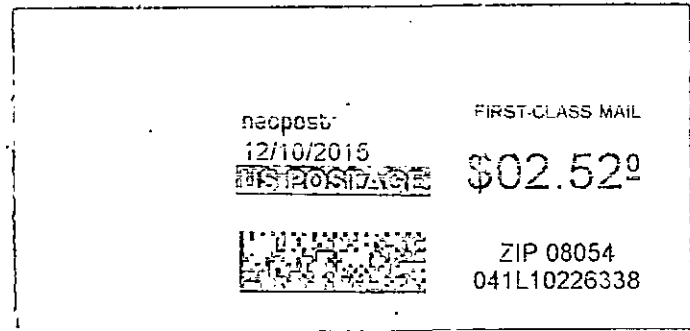 neopost
FIRST-CLASS MAIL
12/10/2015
US POSTAGE
$02.520
ZIP 08054
041L10226338